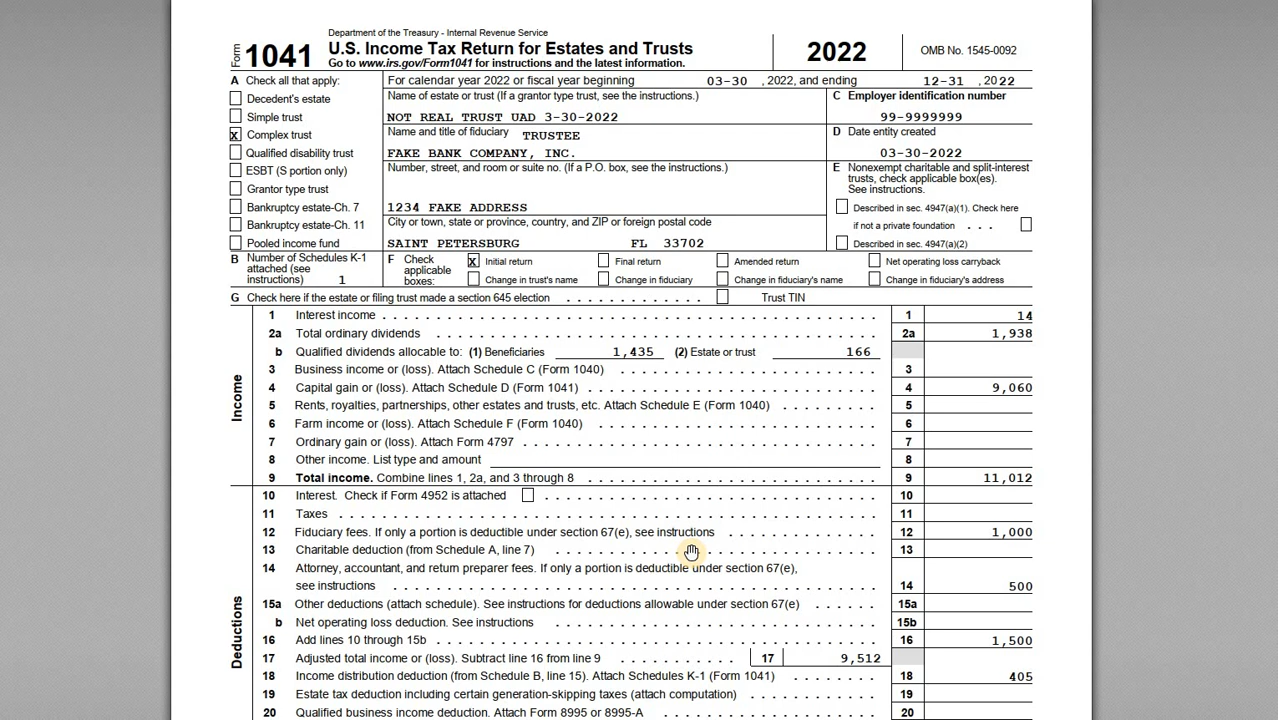 Department of the Treasury - Internal Revenue Service
Form 1041 U.S. Income Tax Return for Estates and Trusts 2022 OMB No. 1545-0092
Go to www.irs.gov/Form1041 for instructions and the latest information.
A Check all that apply: For calendar year 2022 or fiscal year beginning 03-30 , 2022, and ending 12-31 , 2022
Decedent's estate Name of estate or trust (If a grantor type trust, see the instructions.) C Employer identification number
Simple trust NOT REAL TRUST UAD 3-30-2022 99-9999999
X Complex trust Name and title of fiduciary TRUSTEE D Date entity created
Qualified disability trust FAKE BANK COMPANY, INC. 03-30-2022
ESBT (S portion only) Number, street, and room or suite no. (If a P.O. box, see the instructions.) E Nonexempt charitable and split-interest
trusts, check applicable box(es).
Grantor type trust See instructions.
Bankruptcy estate-Ch. 7 1234 FAKE ADDRESS Described in sec. 4947(a)(1). Check here
Bankruptcy estate-Ch. 11 City or town, state or province, country, and ZIP or foreign postal code if not a private foundation . . .
Pooled income fund SAINT PETERSBURG FL 33702 Described in sec. 4947(a)(2)
B Number of Schedules K-1 F Check X Initial return Final return Amended return Net operating loss carryback
attached (see applicable
instructions) 1 boxes: Change in trust's name Change in fiduciary Change in fiduciary's name Change in fiduciary's address
G Check here if the estate or filing trust made a section 645 election . . . . . . . . . . . . Trust TIN
Income
1 Interest income . . . . 1 14
2a Total ordinary dividends . . . . 2a 1,938
b Qualified dividends allocable to: (1) Beneficiaries 1,435 (2) Estate or trust 166
3 Business income or (loss). Attach Schedule C (Form 1040) . . . . 3
4 Capital gain or (loss). Attach Schedule D (Form 1041) . . . . 4 9,060
5 Rents, royalties, partnerships, other estates and trusts, etc. Attach Schedule E (Form 1040) . . . . 5
6 Farm income or (loss). Attach Schedule F (Form 1040) . . . . 6
7 Ordinary gain or (loss). Attach Form 4797 . . . . 7
8 Other income. List type and amount 8
9 Total income. Combine lines 1, 2a, and 3 through 8 . . . . 9 11,012
Deductions
10 Interest. Check if Form 4952 is attached . . . . 10
11 Taxes . . . . 11
12 Fiduciary fees. If only a portion is deductible under section 67(e), see instructions . . . . 12 1,000
13 Charitable deduction (from Schedule A, line 7) . . . . 13
14 Attorney, accountant, and return preparer fees. If only a portion is deductible under section 67(e),
see instructions . . . . 14 500
15a Other deductions (attach schedule). See instructions for deductions allowable under section 67(e) . . . . 15a
b Net operating loss deduction. See instructions . . . . 15b
16 Add lines 10 through 15b . . . . 16 1,500
17 Adjusted total income or (loss). Subtract line 16 from line 9 . . . . 17 9,512
18 Income distribution deduction (from Schedule B, line 15). Attach Schedules K-1 (Form 1041) . . . . 18 405
19 Estate tax deduction including certain generation-skipping taxes (attach computation) . . . . 19
20 Qualified business income deduction. Attach Form 8995 or 8995-A . . . . 20